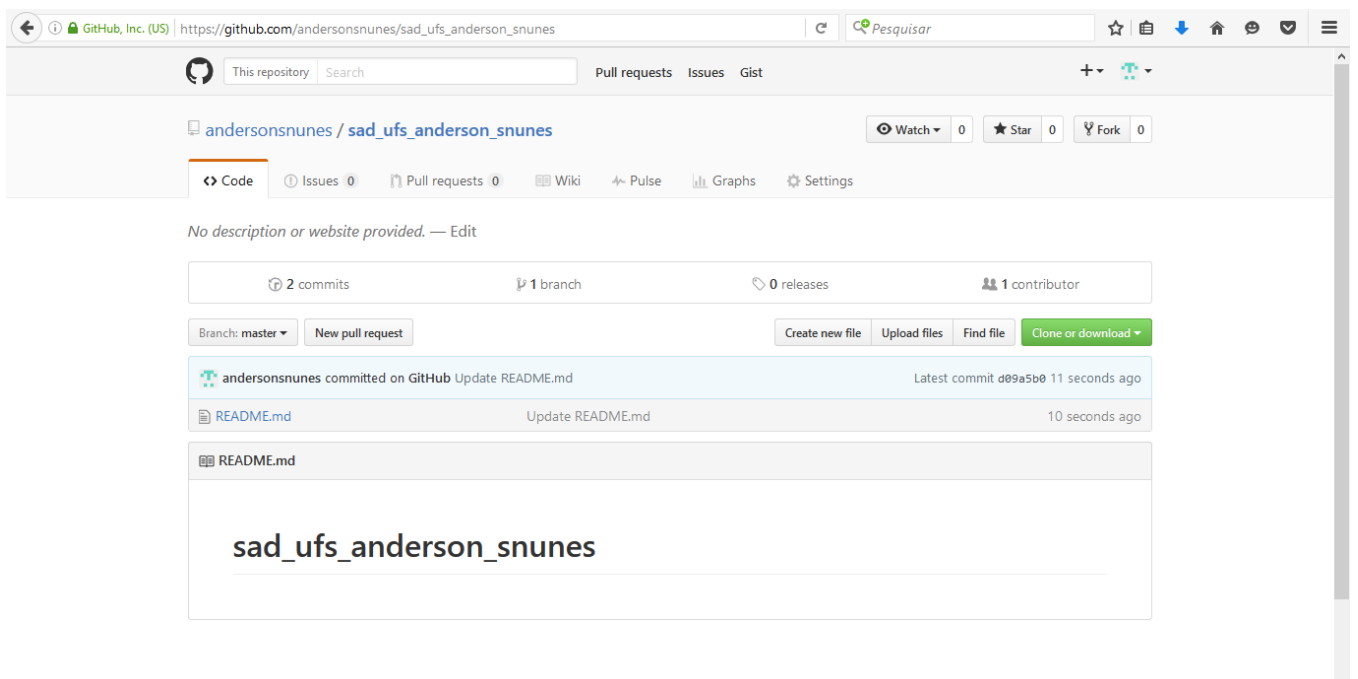 GitHub, Inc. (US) https://github.com/andersonsnunes/sad_ufs_anderson_snunes Pesquisar
This repository Search Pull requests Issues Gist
andersonsnunes / sad_ufs_anderson_snunes Watch 0 Star 0 Fork 0
Code Issues 0 Pull requests 0 Wiki Pulse Graphs Settings
No description or website provided. — Edit
2 commits 1 branch 0 releases 1 contributor
Branch: master New pull request Create new file Upload files Find file Clone or download
andersonsnunes committed on GitHub Update README.md Latest commit d09a5b0 11 seconds ago
README.md Update README.md 10 seconds ago
README.md
sad_ufs_anderson_snunes